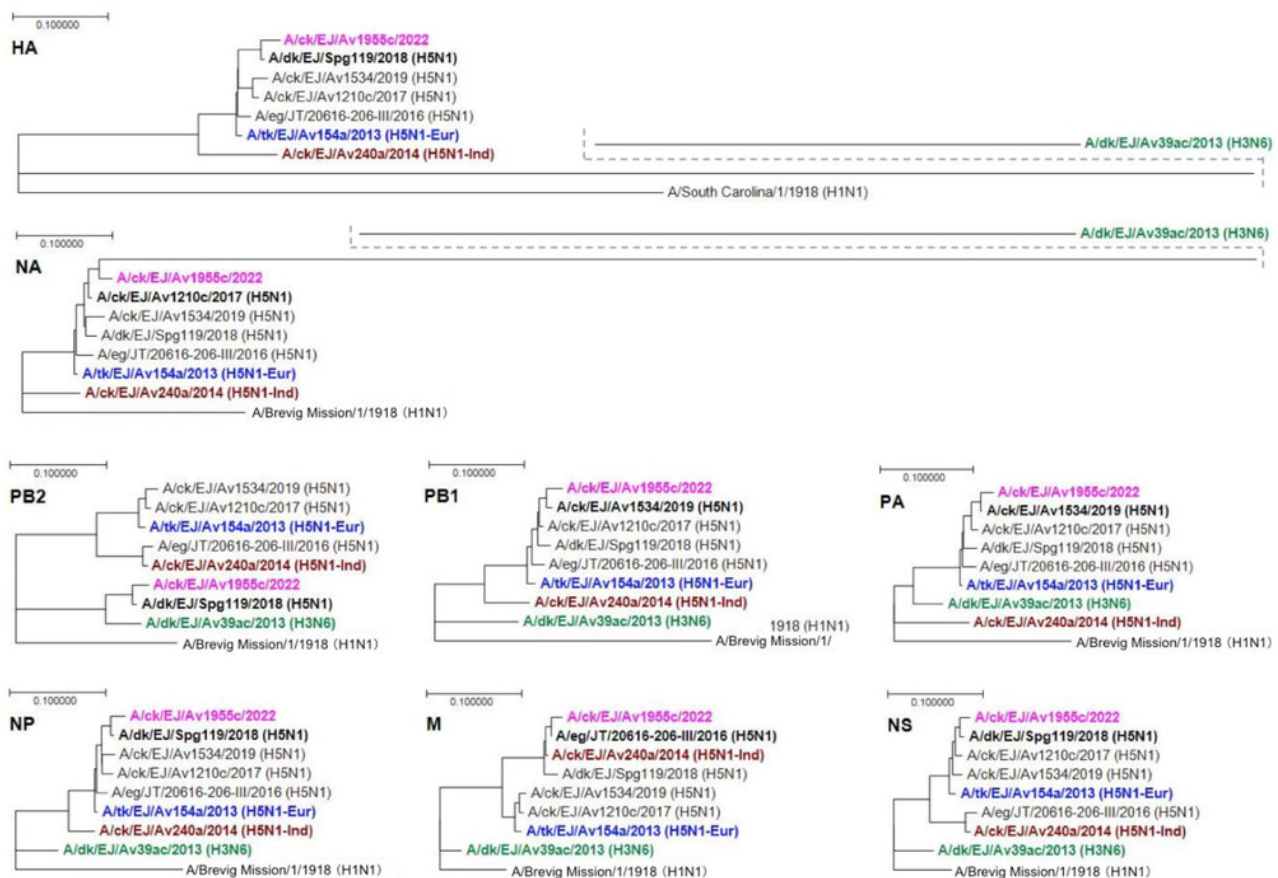 0.100000
HA
A/ck/EJ/Av1955c/2022
A/dk/EJ/Spg119/2018 (H5N1)
A/ck/EJ/Av1534/2019 (H5N1)
A/ck/EJ/Av1210c/2017 (H5N1)
A/eg/JT/20616-206-III/2016 (H5N1)
A/tk/EJ/Av154a/2013 (H5N1-Eur)
A/ck/EJ/Av240a/2014 (H5N1-Ind)
A/dk/EJ/Av39ac/2013 (H3N6)
A/South Carolina/1/1918 (H1N1)
0.100000
NA
A/dk/EJ/Av39ac/2013 (H3N6)
A/ck/EJ/Av1955c/2022
A/ck/EJ/Av1210c/2017 (H5N1)
A/ck/EJ/Av1534/2019 (H5N1)
A/dk/EJ/Spg119/2018 (H5N1)
A/eg/JT/20616-206-III/2016 (H5N1)
A/tk/EJ/Av154a/2013 (H5N1-Eur)
A/ck/EJ/Av240a/2014 (H5N1-Ind)
A/Brevig Mission/1/1918 (H1N1)
0.100000
PB2
A/ck/EJ/Av1534/2019 (H5N1)
A/ck/EJ/Av1210c/2017 (H5N1)
A/tk/EJ/Av154a/2013 (H5N1-Eur)
A/eg/JT/20616-206-III/2016 (H5N1)
A/ck/EJ/Av240a/2014 (H5N1-Ind)
A/ck/EJ/Av1955c/2022
A/dk/EJ/Spg119/2018 (H5N1)
A/dk/EJ/Av39ac/2013 (H3N6)
A/Brevig Mission/1/1918 (H1N1)
0.100000
PB1
A/ck/EJ/Av1955c/2022
A/ck/EJ/Av1534/2019 (H5N1)
A/ck/EJ/Av1210c/2017 (H5N1)
A/dk/EJ/Spg119/2018 (H5N1)
A/eg/JT/20616-206-III/2016 (H5N1)
A/tk/EJ/Av154a/2013 (H5N1-Eur)
A/ck/EJ/Av240a/2014 (H5N1-Ind)
A/dk/EJ/Av39ac/2013 (H3N6)
1918 (H1N1)
A/Brevig Mission/1/
0.100000
PA
A/ck/EJ/Av1955c/2022
A/ck/EJ/Av1534/2019 (H5N1)
A/ck/EJ/Av1210c/2017 (H5N1)
A/dk/EJ/Spg119/2018 (H5N1)
A/eg/JT/20616-206-III/2016 (H5N1)
A/tk/EJ/Av154a/2013 (H5N1-Eur)
A/dk/EJ/Av39ac/2013 (H3N6)
A/ck/EJ/Av240a/2014 (H5N1-Ind)
A/Brevig Mission/1/1918 (H1N1)
0.100000
NP
A/ck/EJ/Av1955c/2022
A/dk/EJ/Spg119/2018 (H5N1)
A/ck/EJ/Av1534/2019 (H5N1)
A/ck/EJ/Av1210c/2017 (H5N1)
A/eg/JT/20616-206-III/2016 (H5N1)
A/tk/EJ/Av154a/2013 (H5N1-Eur)
A/ck/EJ/Av240a/2014 (H5N1-Ind)
A/dk/EJ/Av39ac/2013 (H3N6)
A/Brevig Mission/1/1918 (H1N1)
0.100000
M
A/ck/EJ/Av1955c/2022
A/eg/JT/20616-206-III/2016 (H5N1)
A/ck/EJ/Av240a/2014 (H5N1-Ind)
A/dk/EJ/Spg119/2018 (H5N1)
A/ck/EJ/Av1534/2019 (H5N1)
A/ck/EJ/Av1210c/2017 (H5N1)
A/tk/EJ/Av154a/2013 (H5N1-Eur)
A/dk/EJ/Av39ac/2013 (H3N6)
A/Brevig Mission/1/1918 (H1N1)
0.100000
NS
A/ck/EJ/Av1955c/2022
A/dk/EJ/Spg119/2018 (H5N1)
A/ck/EJ/Av1210c/2017 (H5N1)
A/ck/EJ/Av1534/2019 (H5N1)
A/tk/EJ/Av154a/2013 (H5N1-Eur)
A/eg/JT/20616-206-III/2016 (H5N1)
A/ck/EJ/Av240a/2014 (H5N1-Ind)
A/dk/EJ/Av39ac/2013 (H3N6)
A/Brevig Mission/1/1918 (H1N1)